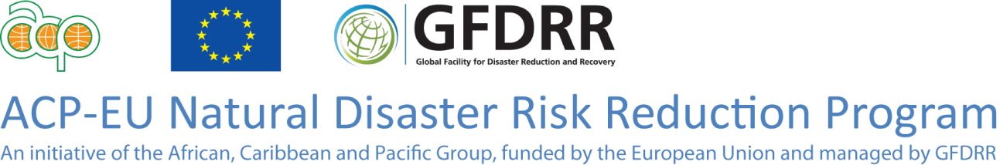 acp
GFDRR
Global Facility for Disaster Reduction and Recovery
ACP-EU Natural Disaster Risk Reduction Program
An initiative of the African, Caribbean and Pacific Group, funded by the European Union and managed by GFDRR